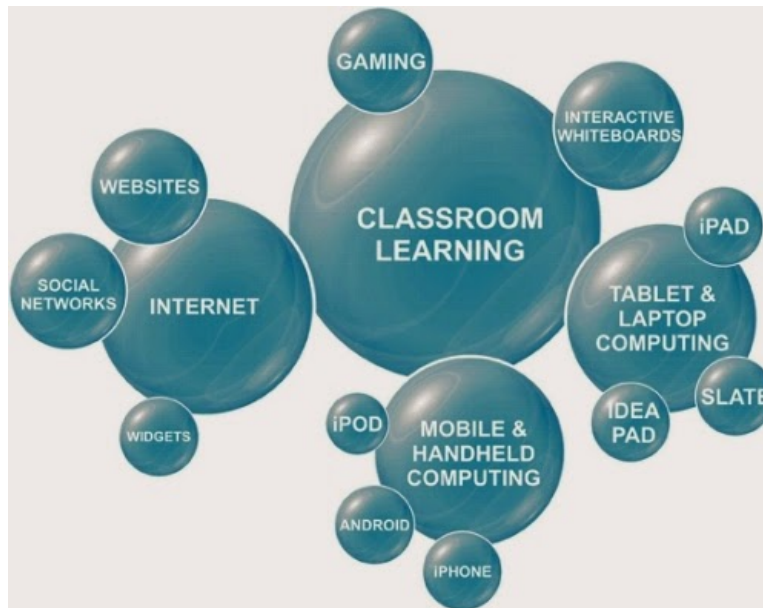 GAMING
INTERACTIVE
WHITEBOARDS
WEBSITES
CLASSROOM
LEARNING
iPAD
SOCIAL
NETWORKS
INTERNET
TABLET &
LAPTOP
COMPUTING
SLATE
iPOD
IDEA
PAD
WIDGETS
MOBILE &
HANDHELD
COMPUTING
ANDROID
iPHONE